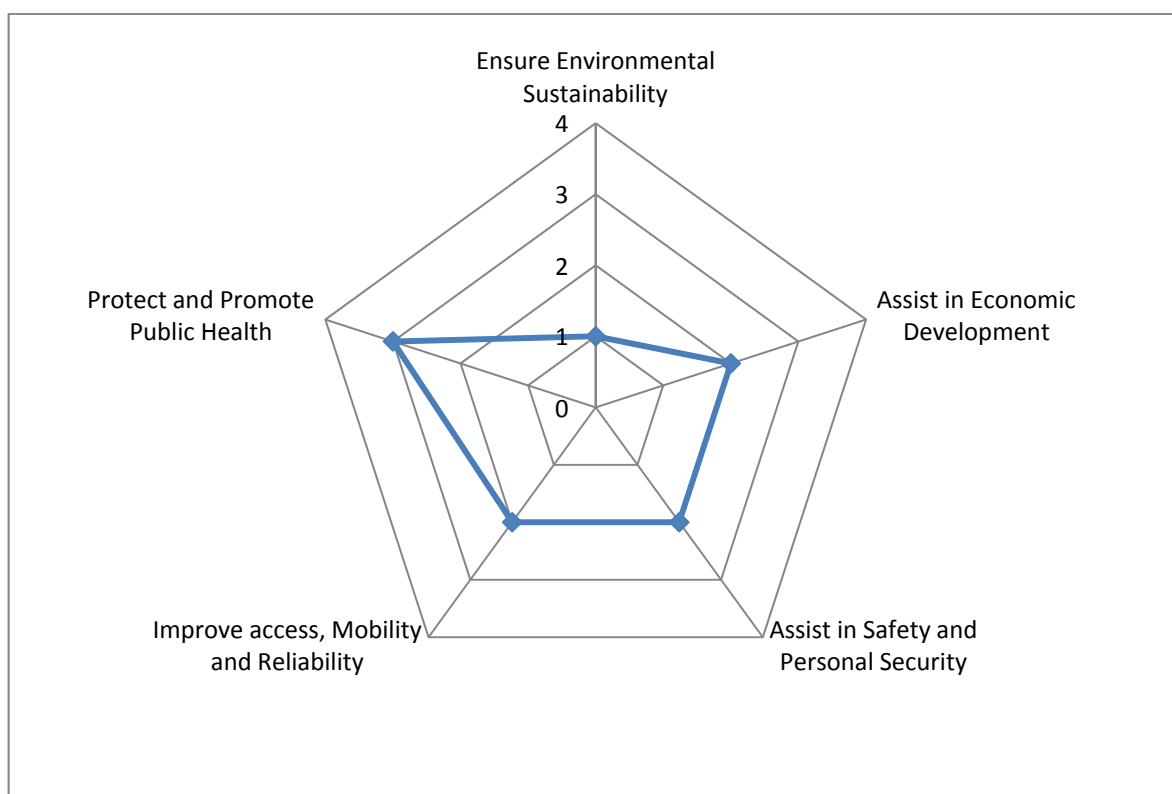 Ensure Environmental
Sustainability
4
3
2
1
0
Assist in Economic
Development
Assist in Safety and
Personal Security
Improve access, Mobility
and Reliability
Protect and Promote
Public Health